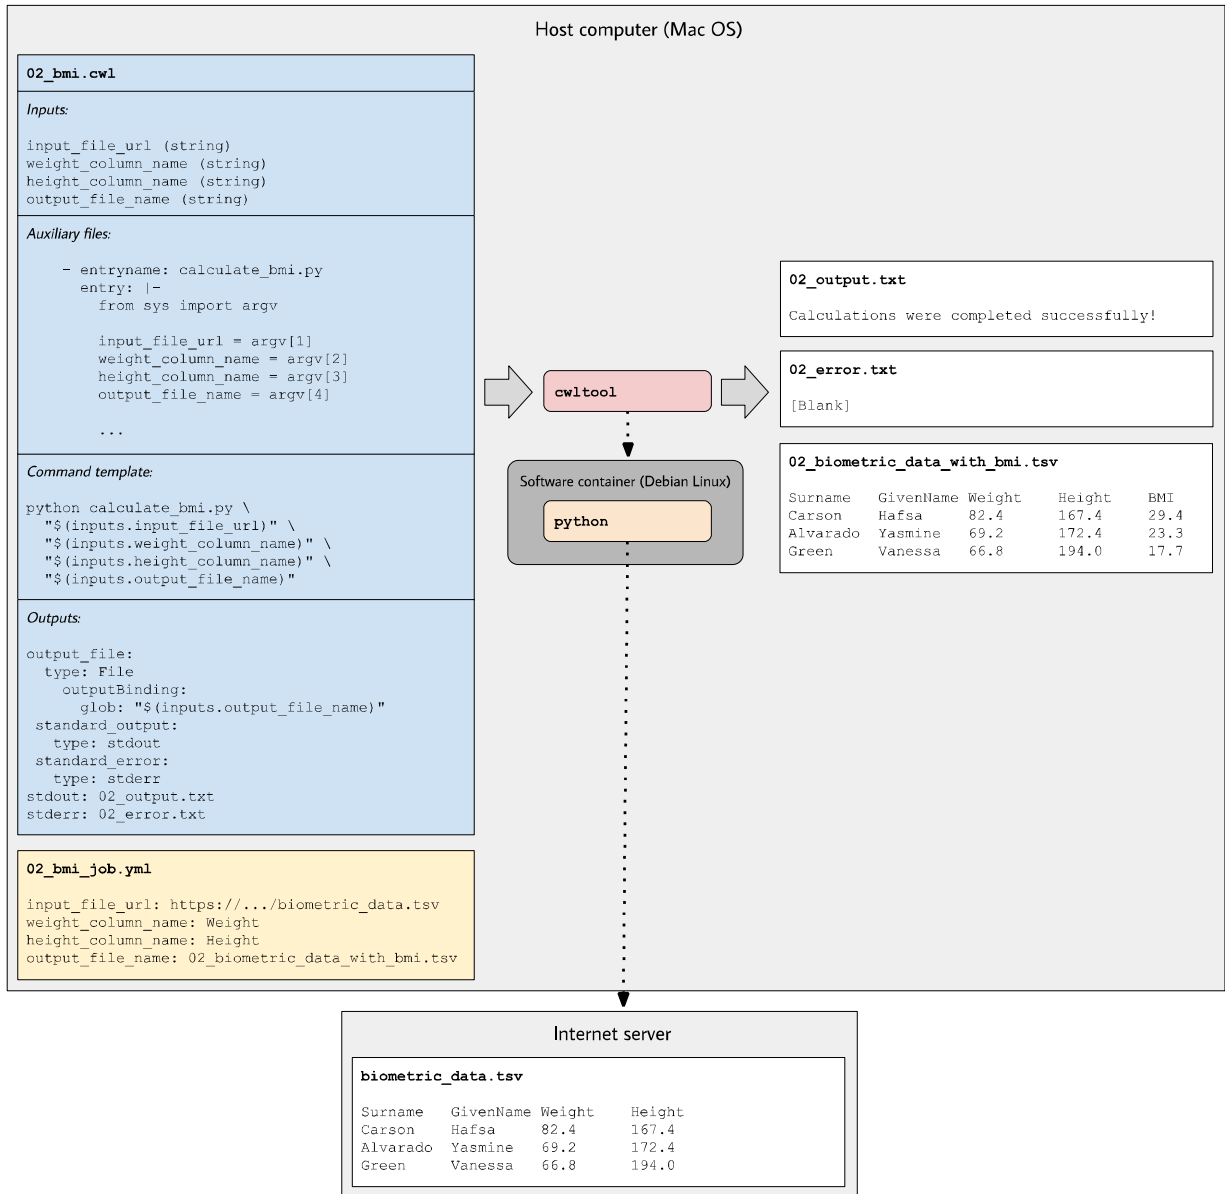 Host computer (Mac OS)
02_bmi.cwl
Inputs:
input_file_url (string)
weight_column_name (string)
height_column_name (string)
output_file_name (string)
Auxiliary files:
- entryname: calculate_bmi.py
entry: |-
from sys import argv
input_file_url = argv[1]
weight_column_name = argv[2]
height_column_name = argv[3]
output_file_name = argv[4]
...
Command template:
python calculate_bmi.py \
"$(inputs.input_file_url)" \
"$(inputs.weight_column_name)" \
"$(inputs.height_column_name)" \
"$(inputs.output_file_name)"
Outputs:
output_file:
type: File
outputBinding:
glob: "$(inputs.output_file_name)"
standard_output:
type: stdout
standard_error:
type: stderr
stdout: 02_output.txt
stderr: 02_error.txt
02_bmi_job.yml
input_file_url: https://.../biometric_data.tsv
weight_column_name: Weight
height_column_name: Height
output_file_name: 02_biometric_data_with_bmi.tsv
cwltool
Software container (Debian Linux)
python
02_output.txt
Calculations were completed successfully!
02_error.txt
[Blank]
02_biometric_data_with_bmi.tsv
Surname GivenName Weight Height BMI
Carson Hafsa 82.4 167.4 29.4
Alvarado Yasmine 69.2 172.4 23.3
Green Vanessa 66.8 194.0 17.7
Internet server
biometric_data.tsv
Surname GivenName Weight Height
Carson Hafsa 82.4 167.4
Alvarado Yasmine 69.2 172.4
Green Vanessa 66.8 194.0